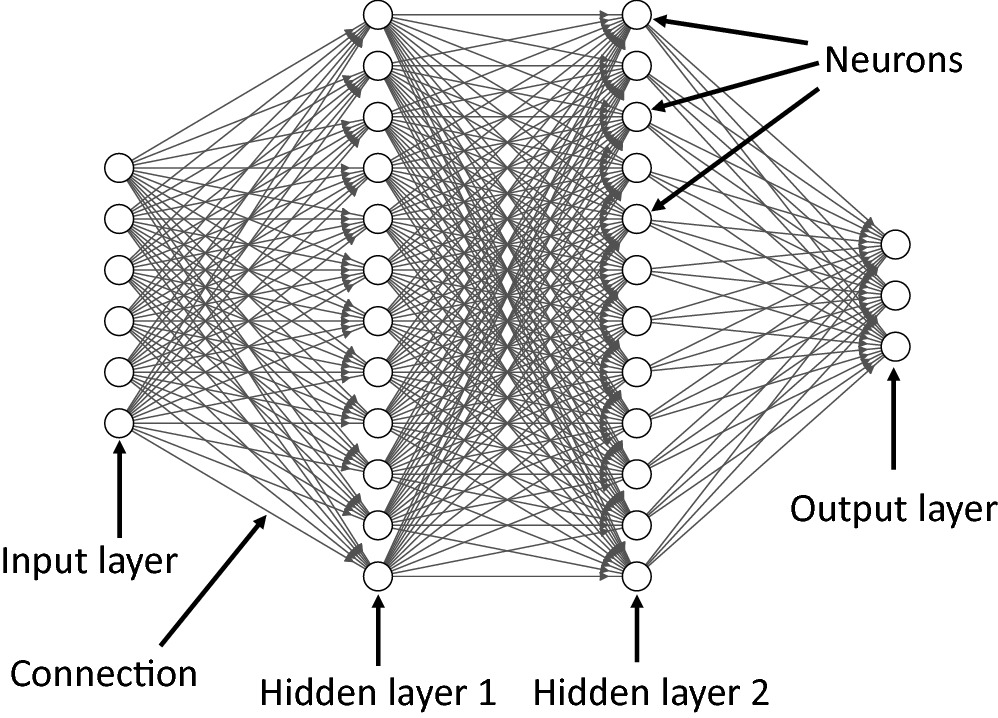 Neurons
Output layer
Input layer
Connection
Hidden layer 1
Hidden layer 2